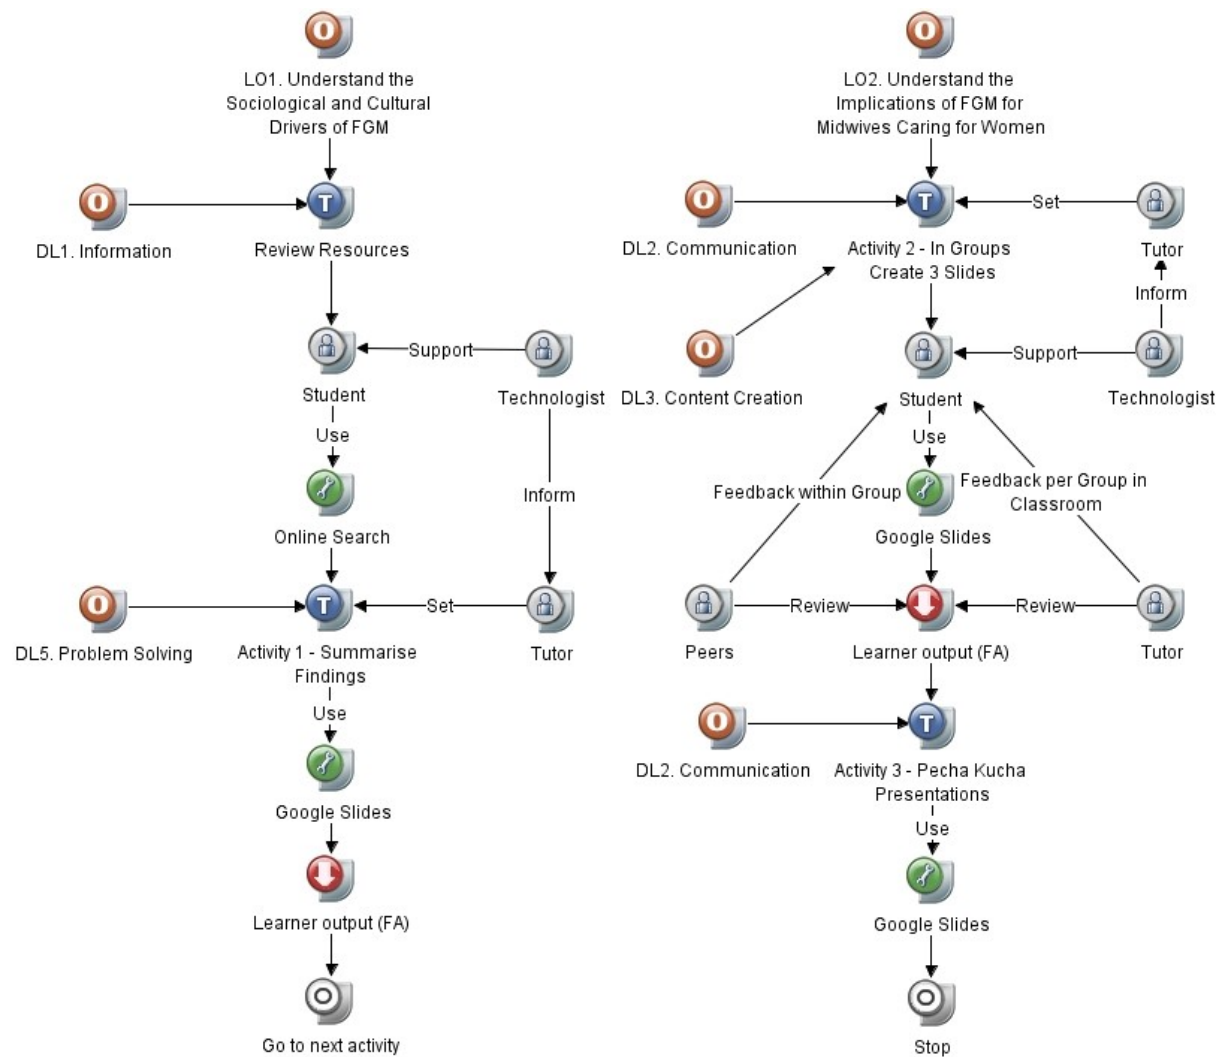 LO1. Understand the
Sociological and Cultural
Drivers of FGM
DL1. Information
Review Resources
Support
Student
Technologist
Use
Inform
Online Search
Set
DL5. Problem Solving
Activity 1 - Summarise
Findings
Tutor
Use
Google Slides
Learner output (FA)
Go to next activity
LO2. Understand the
Implications of FGM for
Midwives Caring for Women
Set
DL2. Communication
Activity 2 - In Groups
Create 3 Slides
Tutor
Inform
Support
DL3. Content Creation
Student
Technologist
Use
Feedback within Group
Feedback per Group in
Classroom
Google Slides
Review
Review
Peers
Learner output (FA)
Tutor
DL2. Communication
Activity 3 - Pecha Kucha
Presentations
Use
Google Slides
Stop